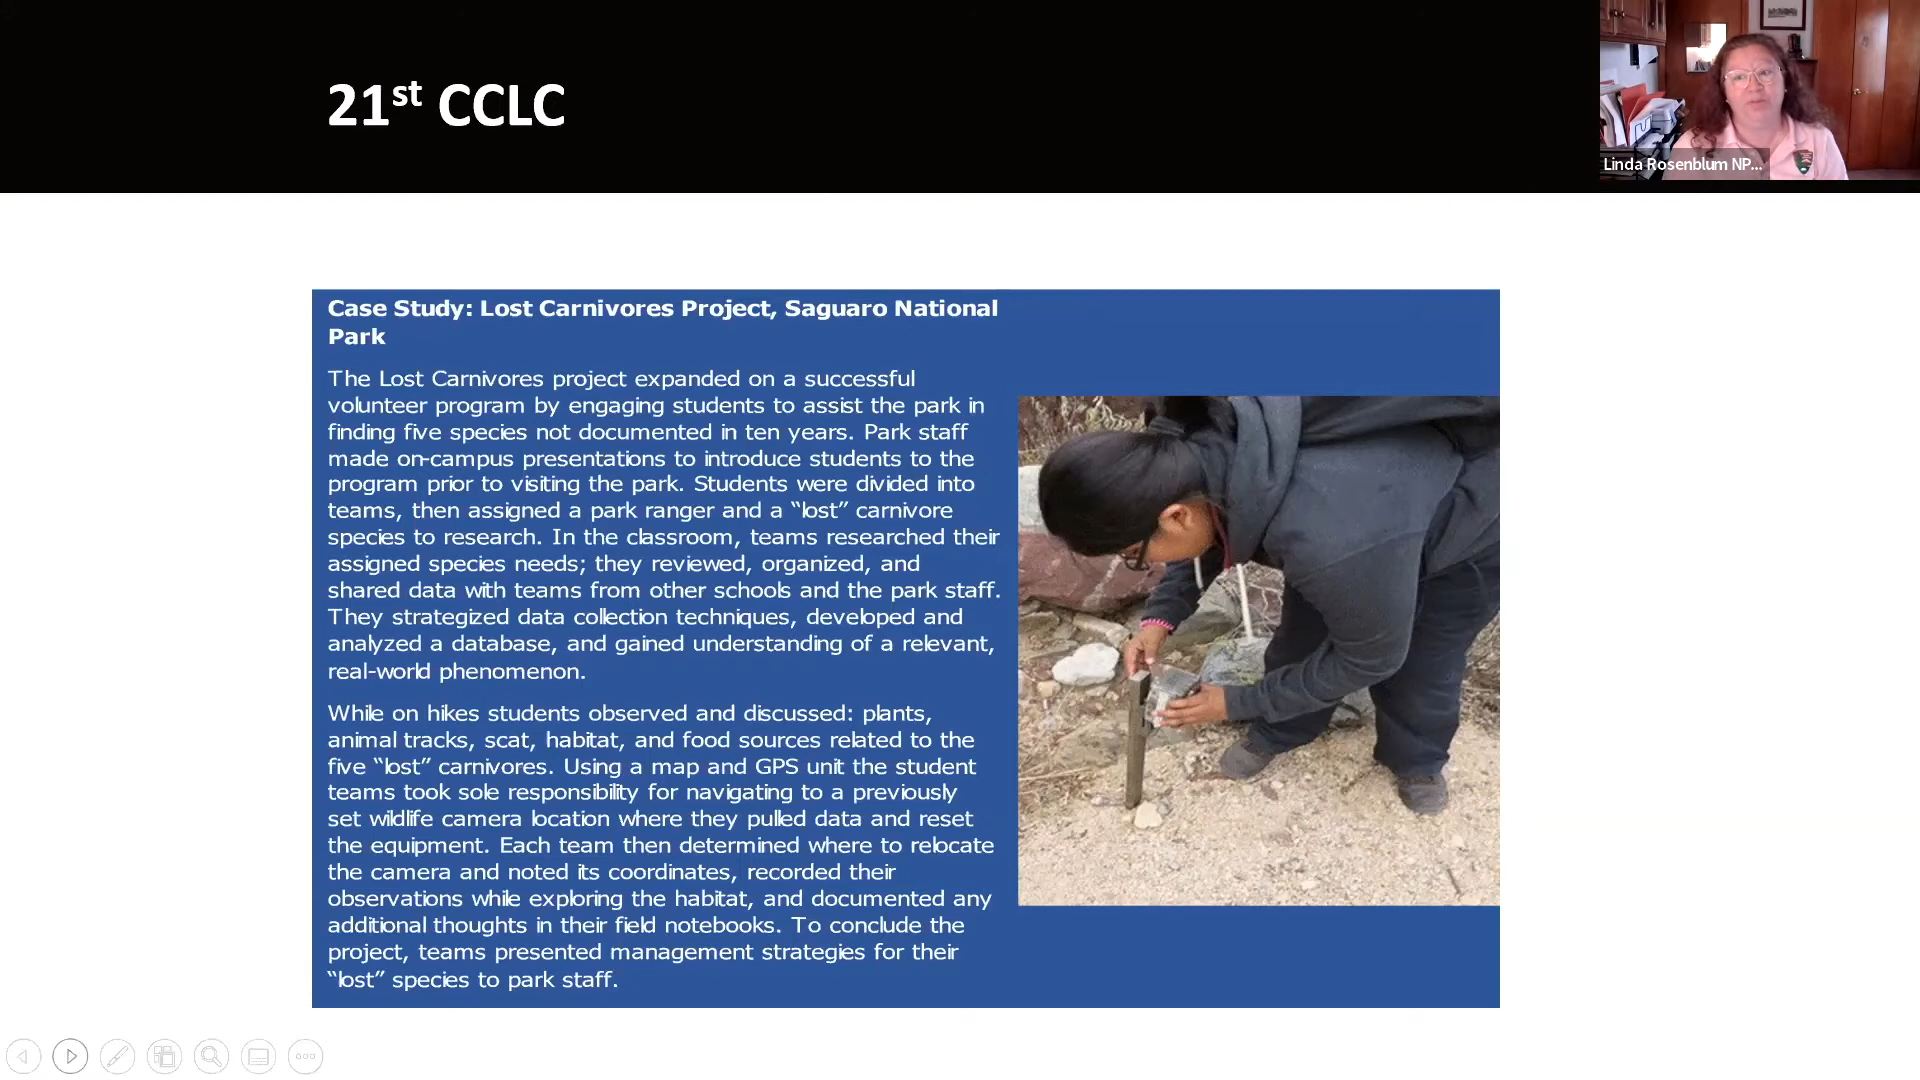 21st CCLC
Linda Rosenblum NP...
Case Study: Lost Carnivores Project, Saguaro National
Park
The Lost Carnivores project expanded on a successful
volunteer program by engaging students to assist the park in
finding five species not documented in ten years. Park staff
made on-campus presentations to introduce students to the
program prior to visiting the park. Students were divided into
teams, then assigned a park ranger and a “lost” carnivore
species to research. In the classroom, teams researched their
assigned species needs; they reviewed, organized, and
shared data with teams from other schools and the park staff.
They strategized data collection techniques, developed and
analyzed a database, and gained understanding of a relevant,
real-world phenomenon.
While on hikes students observed and discussed: plants,
animal tracks, scat, habitat, and food sources related to the
five “lost” carnivores. Using a map and GPS unit the student
teams took sole responsibility for navigating to a previously
set wildlife camera location where they pulled data and reset
the equipment. Each team then determined where to relocate
the camera and noted its coordinates, recorded their
observations while exploring the habitat, and documented any
additional thoughts in their field notebooks. To conclude the
project, teams presented management strategies for their
“lost” species to park staff.